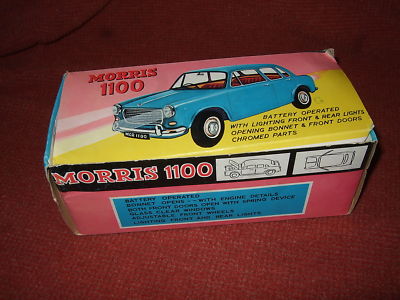 MORRIS
1100
MOR 1100
BATTERY OPERATED
WITH LIGHTING FRONT & REAR LIGHTS
OPENING BONNET & FRONT DOORS
CHROMED PARTS
MORRIS 1100
BATTERY OPERATED
BONNET OPENS - WITH ENGINE DETAILS
BOTH FRONT DOORS OPEN WITH SPRING DEVICE
GLASS CLEAR WINDOWS
ADJUSTABLE FRONT WHEELS
LIGHTING FRONT AND REAR LIGHTS